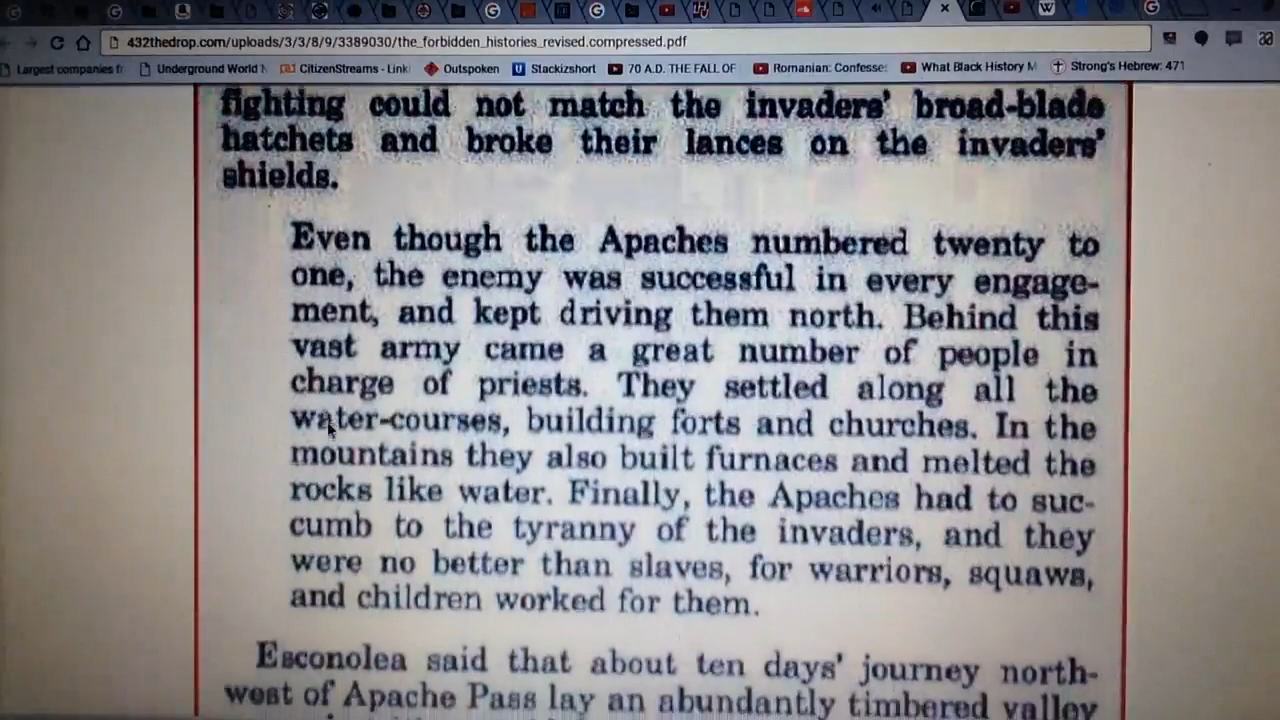 432thedrop.com/uploads/3/3/8/9/3389030/the_forbidden_histories_revised.compressed.pdf
Largest companies fr Underground World N CitizenStreams - Link Outspoken Stackizshort 70 A.D. THE FALL OF Romanian: Confesse: What Black History M Strong's Hebrew: 471
fighting could not match the invaders' broad-blade
hatchets and broke their lances on the invaders'
shields.
Even though the Apaches numbered twenty to
one, the enemy was successful in every engage-
ment, and kept driving them north. Behind this
vast army came a great number of people in
charge of priests. They settled along all the
water-courses, building forts and churches. In the
mountains they also built furnaces and melted the
rocks like water. Finally, the Apaches had to suc-
cumb to the tyranny of the invaders, and they
were no better than slaves, for warriors, squaws,
and children worked for them.
Esconolea said that about ten days' journey north-
west of Apache Pass lay an abundantly timbered valley